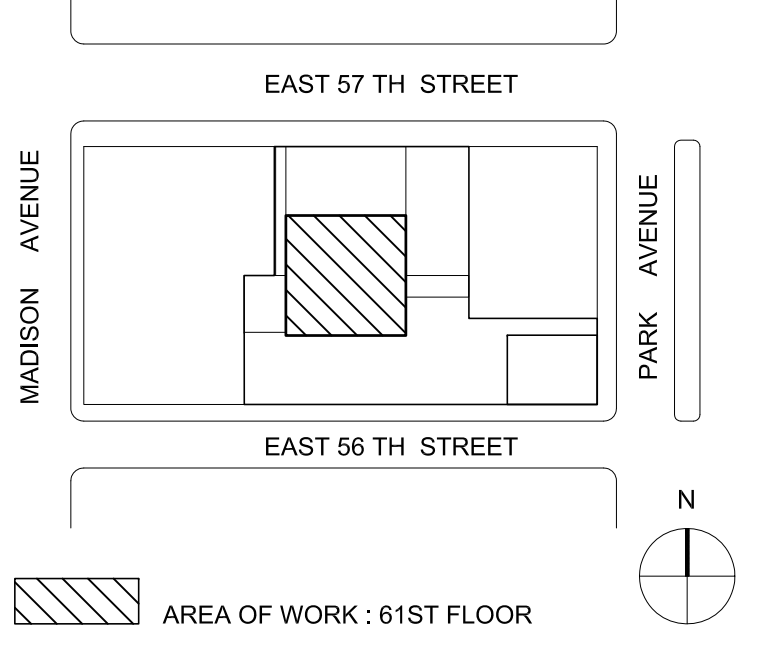 EAST 57 TH STREET
MADISON AVENUE
PARK AVENUE
EAST 56 TH STREET
N
AREA OF WORK : 61ST FLOOR